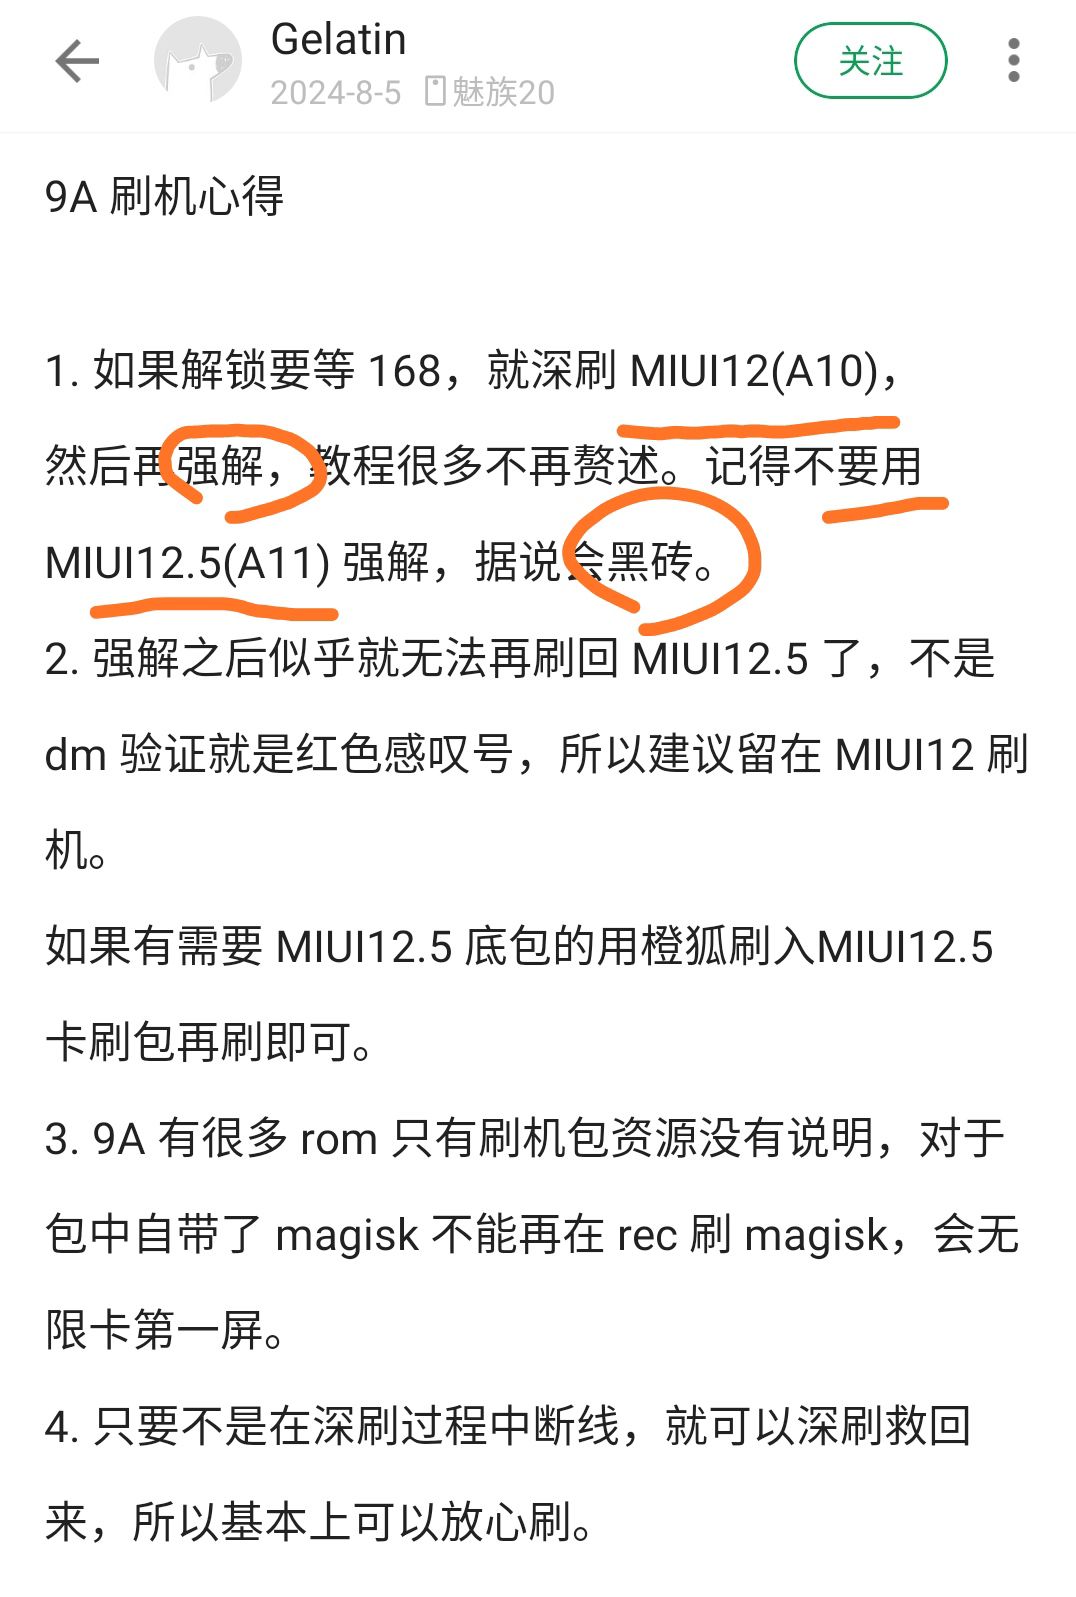 Gelatin
2024-8-5 魅族20
关注
9A 刷机心得
1. 如果解锁要等 168，就深刷 MIUI12(A10)，
然后再强解，教程很多不再赘述。记得不要用
MIUI12.5(A11) 强解，据说会黑砖。
2. 强解之后似乎就无法再刷回 MIUI12.5 了，不是
dm 验证就是红色感叹号，所以建议留在 MIUI12 刷
机。
如果有需要 MIUI12.5 底包的用橙狐刷入MIUI12.5
卡刷包再刷即可。
3. 9A 有很多 rom 只有刷机包资源没有说明，对于
包中自带了 magisk 不能再在 rec 刷 magisk，会无
限卡第一屏。
4. 只要不是在深刷过程中断线，就可以深刷救回
来，所以基本上可以放心刷。